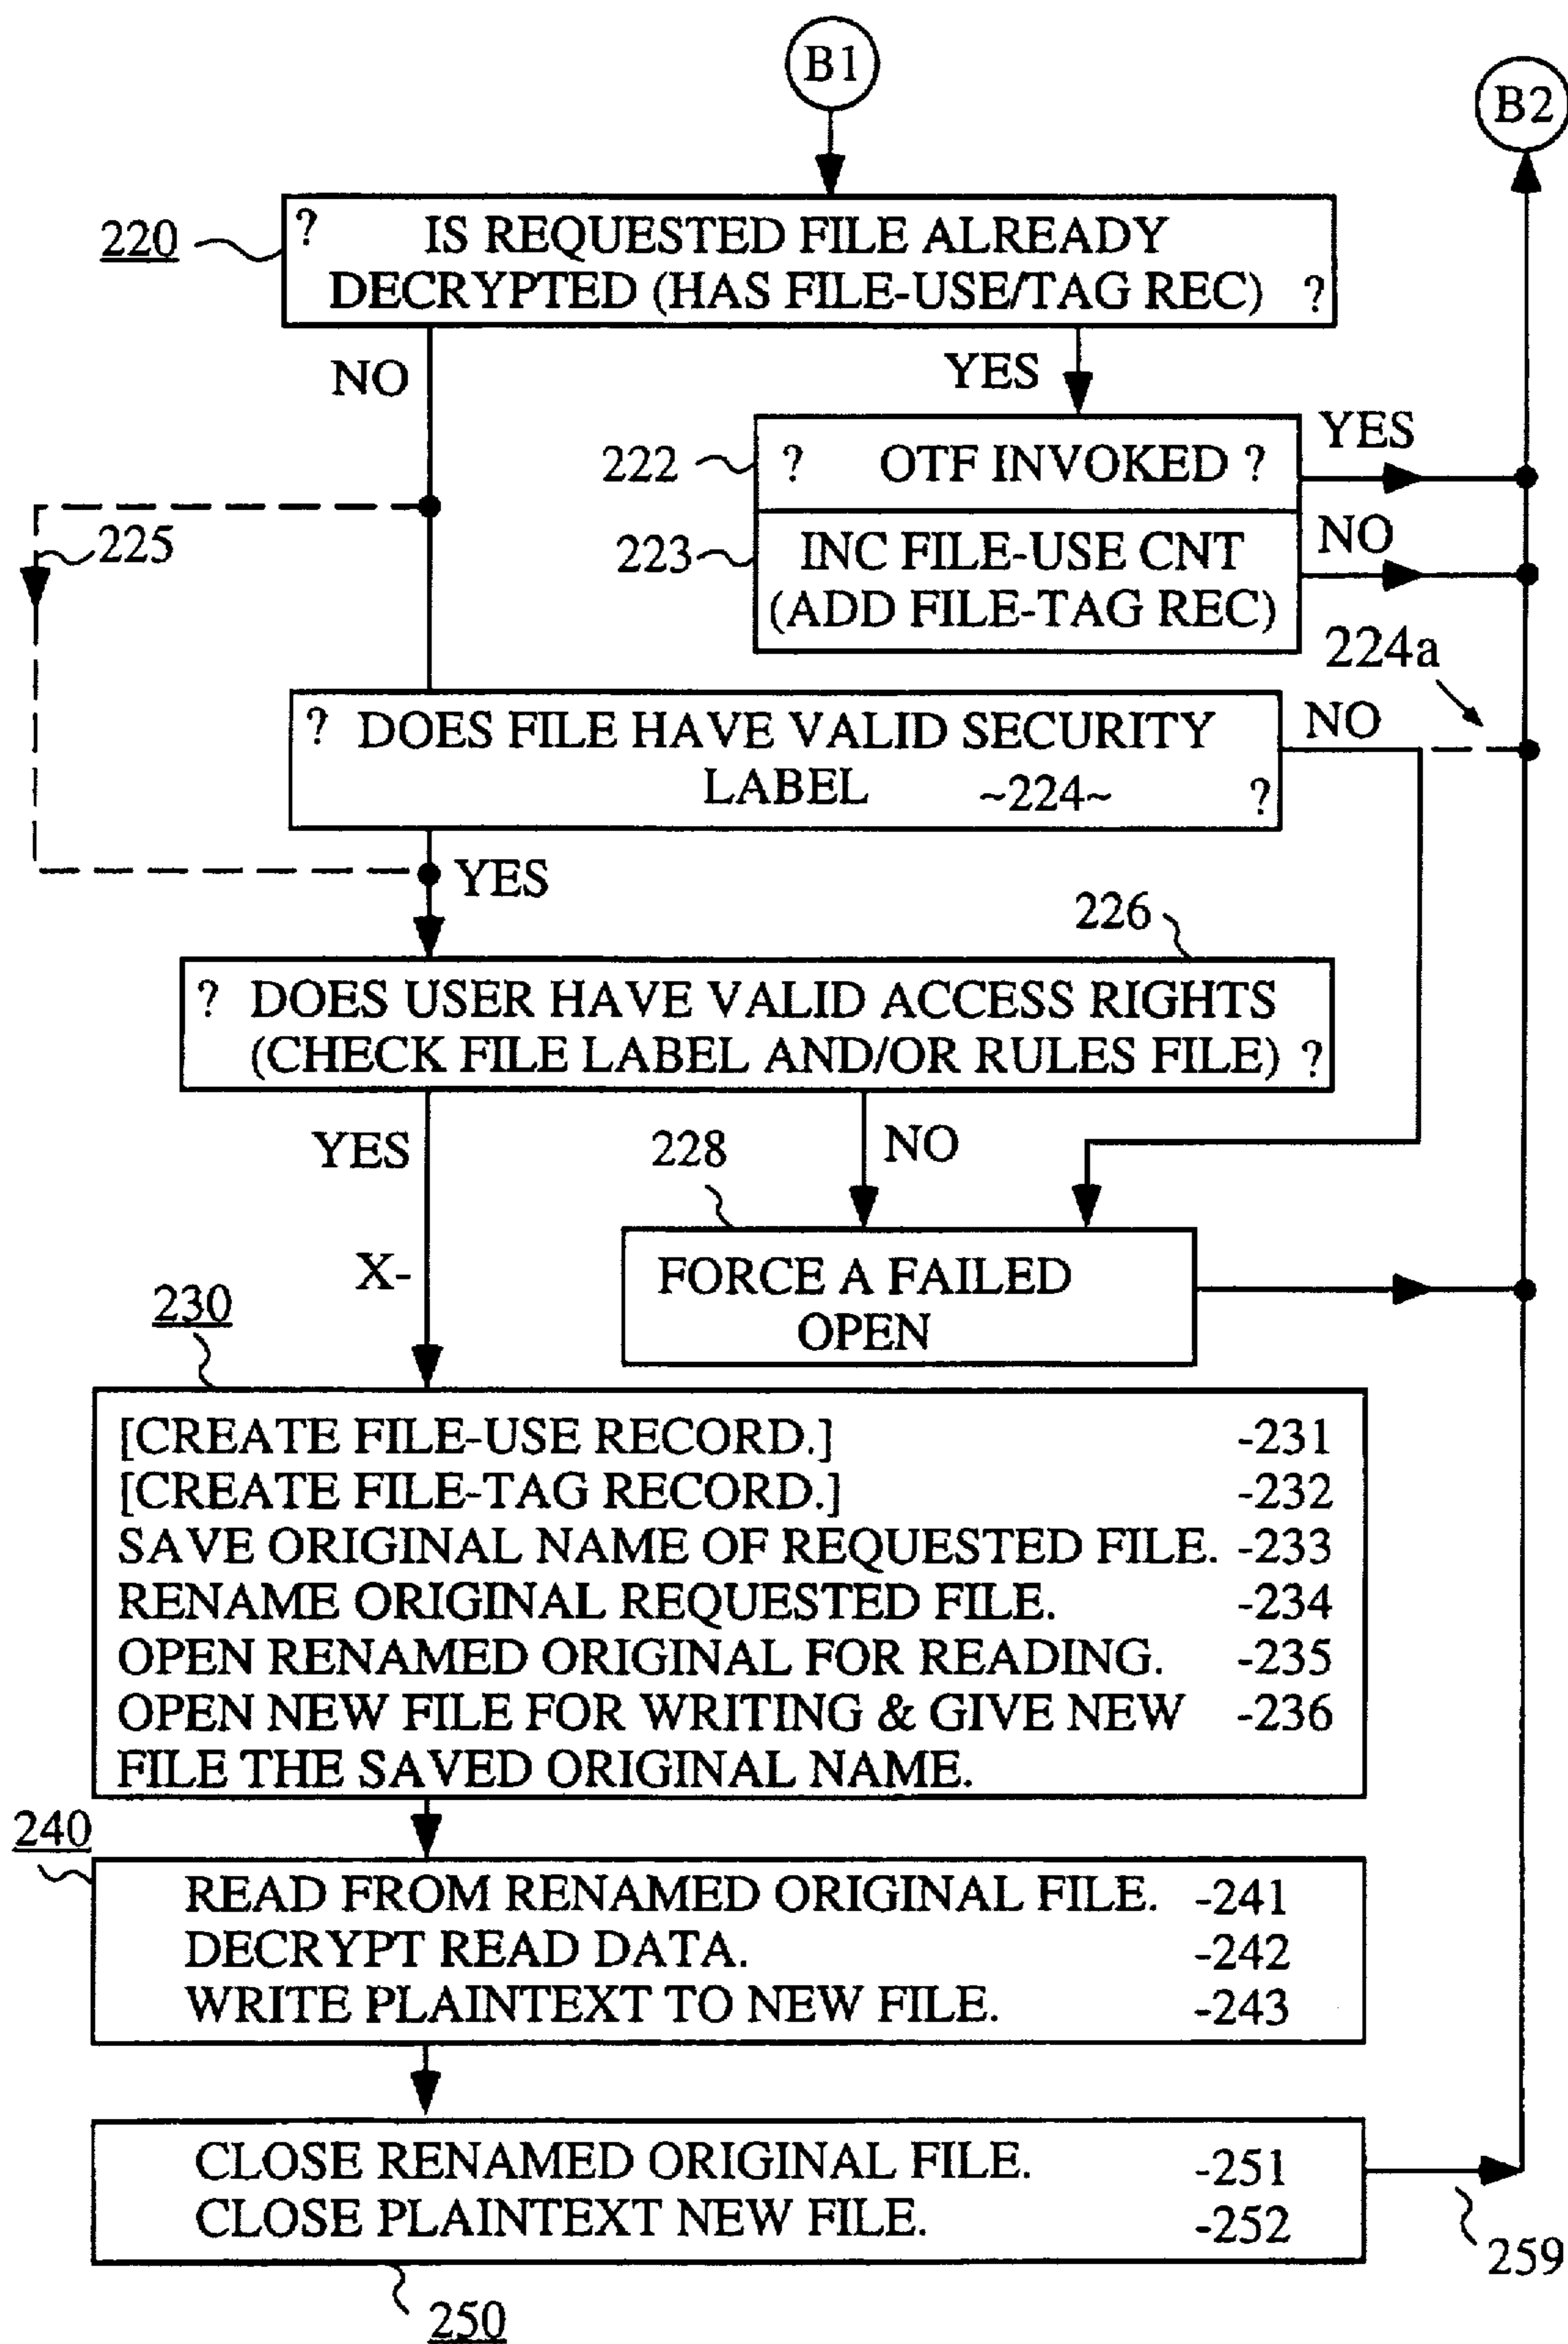 B1
B2
220
? IS REQUESTED FILE ALREADY
DECRYPTED (HAS FILE-USE/TAG REC) ?
NO
YES
222
? OTF INVOKED ?
YES
223
INC FILE-USE CNT
(ADD FILE-TAG REC)
NO
225
224a
? DOES FILE HAVE VALID SECURITY
LABEL ~224~ ?
NO
YES
226
? DOES USER HAVE VALID ACCESS RIGHTS
(CHECK FILE LABEL AND/OR RULES FILE) ?
YES
NO
228
X-
FORCE A FAILED
OPEN
230
[CREATE FILE-USE RECORD.] -231
[CREATE FILE-TAG RECORD.] -232
SAVE ORIGINAL NAME OF REQUESTED FILE. -233
RENAME ORIGINAL REQUESTED FILE. -234
OPEN RENAMED ORIGINAL FOR READING. -235
OPEN NEW FILE FOR WRITING & GIVE NEW -236
FILE THE SAVED ORIGINAL NAME.
240
READ FROM RENAMED ORIGINAL FILE. -241
DECRYPT READ DATA. -242
WRITE PLAINTEXT TO NEW FILE. -243
CLOSE RENAMED ORIGINAL FILE. -251
CLOSE PLAINTEXT NEW FILE. -252
259
250